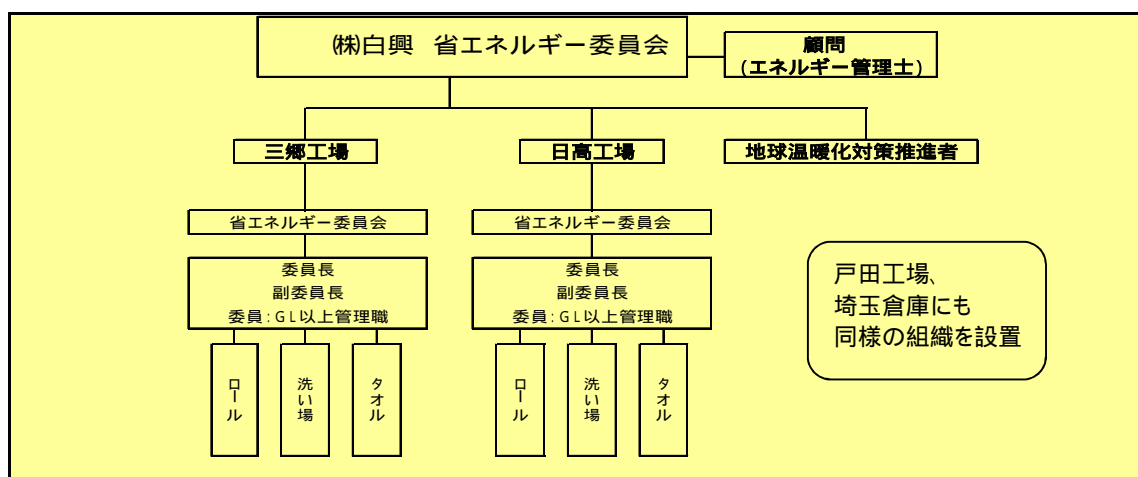 ㈱白興 省エネルギー委員会
顧問
(エネルギー管理士)
三郷工場
日高工場
地球温暖化対策推進者
省エネルギー委員会
省エネルギー委員会
委員長
副委員長
委員:GL以上管理職
委員長
副委員長
委員:GL以上管理職
戸田工場、
埼玉倉庫にも
同様の組織を設置
ロール
洗い場
タオル
ロール
洗い場
タオル